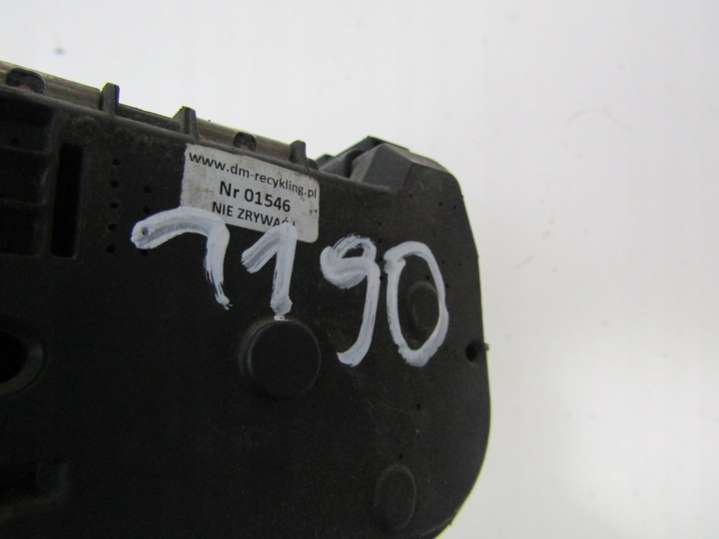 www.dm-recykling.pl
Nr 01546
NIE ZRYWAĆ !
7190